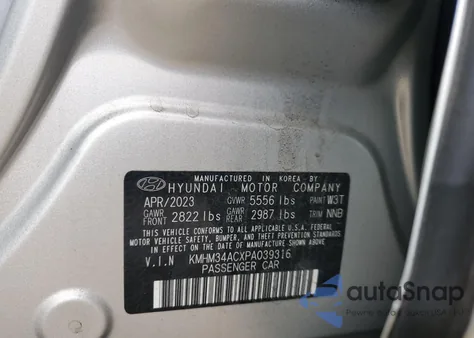 MANUFACTURED IN KOREA BY
HYUNDAI MOTOR COMPANY
APR/2023 GVWR 5556 lbs PAINT W3T
GAWR FRONT 2822 lbs GAWR REAR 2987 lbs TRIM NNB
THIS VEHICLE CONFORMS TO ALL APPLICABLE U.S.
FEDERAL MOTOR VEHICLE SAFETY, BUMPER, AND THEFT
PREVENTION STANDARDS IN EFFECT ON THE DATE OF
MANUFACTURE SHOWN ABOVE.
V.I.N KMHM34ACXPA039316
PASSENGER CAR
autoSnap